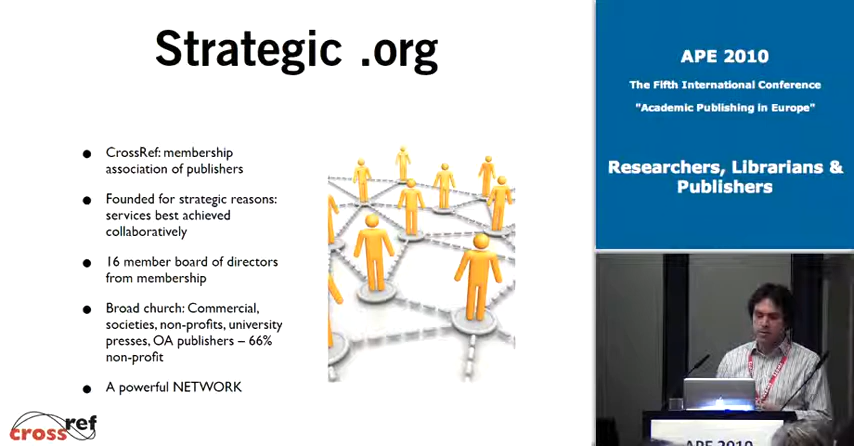 Strategic .org
● CrossRef: membership
association of publishers
● Founded for strategic reasons:
services best achieved
collaboratively
● 16 member board of directors
from membership
● Broad church: Commercial,
societies, non-profits, university
presses, OA publishers – 66%
non-profit
● A powerful NETWORK
crossref
APE 2010
The Fifth International Conference
"Academic Publishing in Europe"
Researchers, Librarians &
Publishers
APE 2010